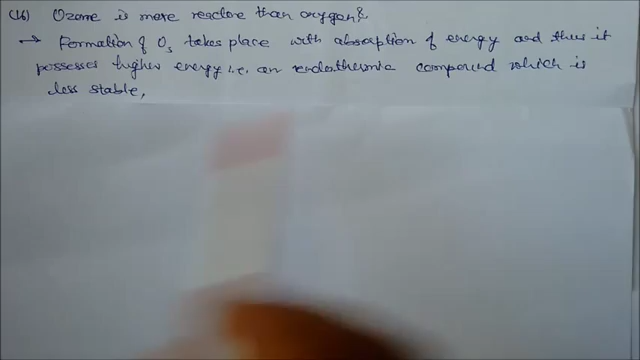 (16) Ozone is more reactive than oxygen?
→ Formation of O₃ takes place with absorption of energy and thus it
possesses higher energy i.e. an endothermic compound which is
less stable,